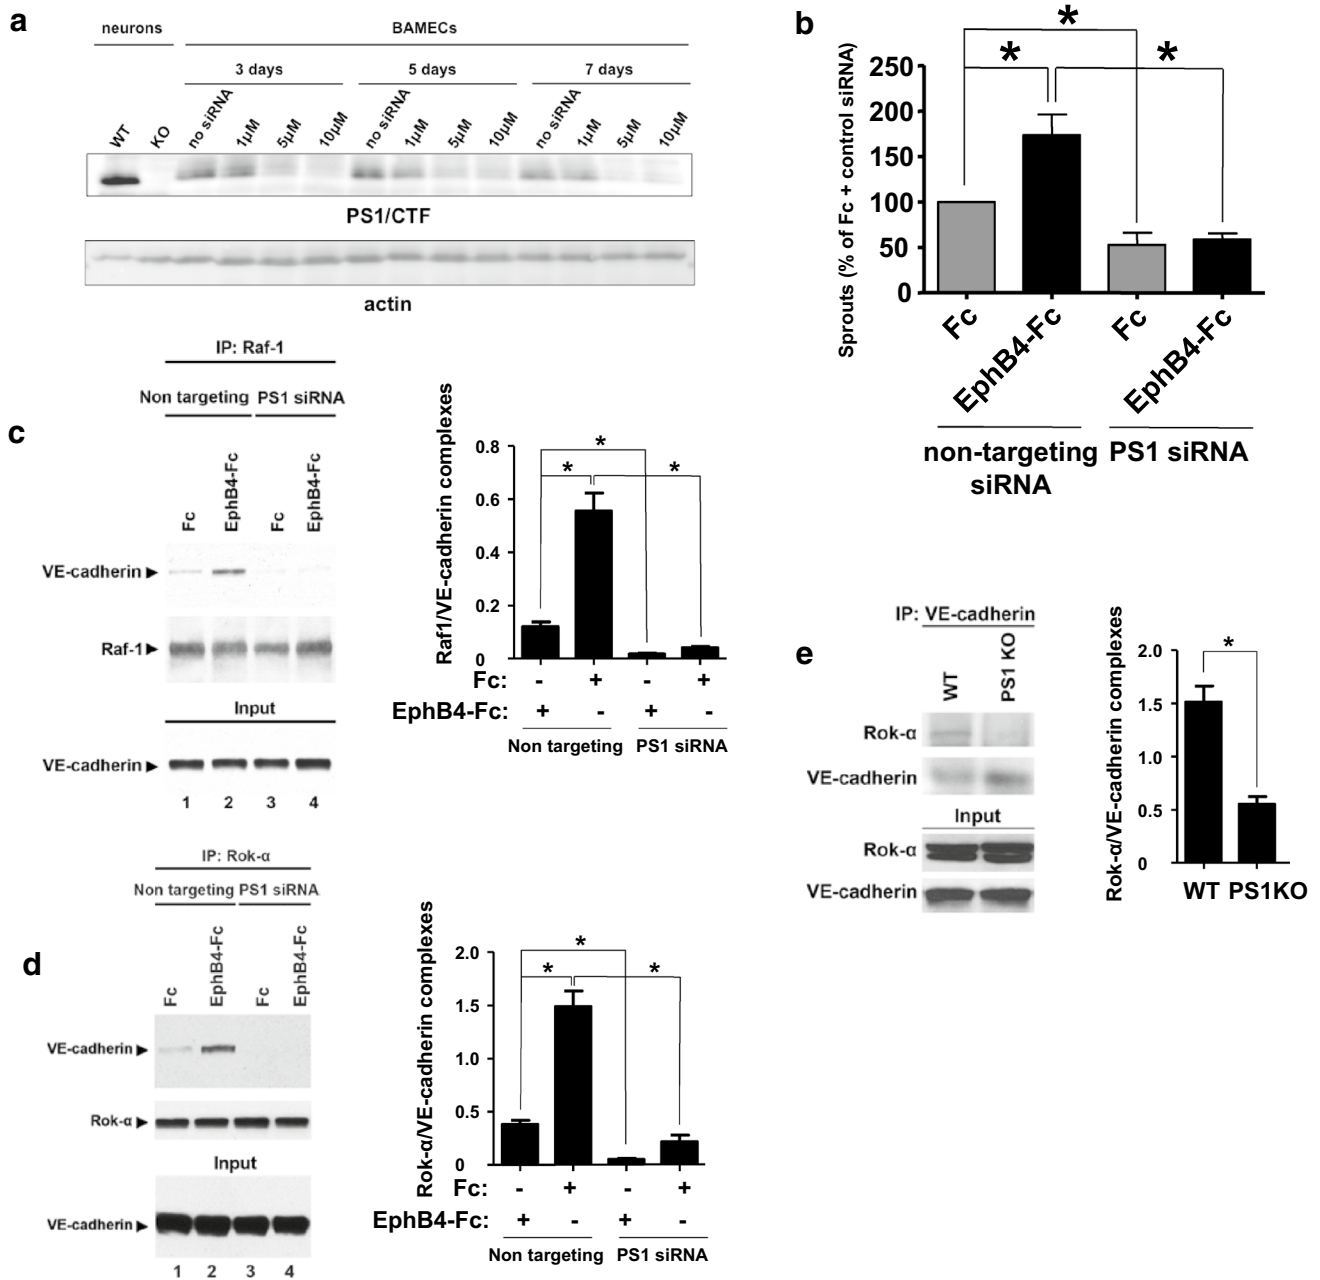 a
neurons
BAMECs
3 days
5 days
7 days
WT
KO
no siRNA
1µM
5µM
10µM
no siRNA
1µM
5µM
10µM
no siRNA
1µM
5µM
10µM
PS1/CTF
actin
b
Sprouts (% of Fc + control siRNA)
250
200
150
100
50
0
*
*
*
Fc
EphB4-Fc
Fc
EphB4-Fc
non-targeting siRNA
PS1 siRNA
c
IP: Raf-1
Non targeting
PS1 siRNA
Fc
EphB4-Fc
Fc
EphB4-Fc
VE-cadherin
Raf-1
Input
VE-cadherin
1 2 3 4
Raf1/VE-cadherin complexes
0.8
0.6
0.4
0.2
0
*
*
*
Fc: - + - +
EphB4-Fc: + - + -
Non targeting
PS1 siRNA
d
IP: Rok-α
Non targeting
PS1 siRNA
Fc
EphB4-Fc
Fc
EphB4-Fc
VE-cadherin
Rok-α
Input
VE-cadherin
1 2 3 4
Rok-α/VE-cadherin complexes
2.0
1.5
1.0
0.5
0
*
*
*
Fc: - + - +
EphB4-Fc: + - + -
Non targeting
PS1 siRNA
e
IP: VE-cadherin
WT
PS1 KO
Rok-α
VE-cadherin
Input
Rok-α
VE-cadherin
Rok-α/VE-cadherin complexes
2.0
1.5
1.0
0.5
0
*
WT
PS1KO